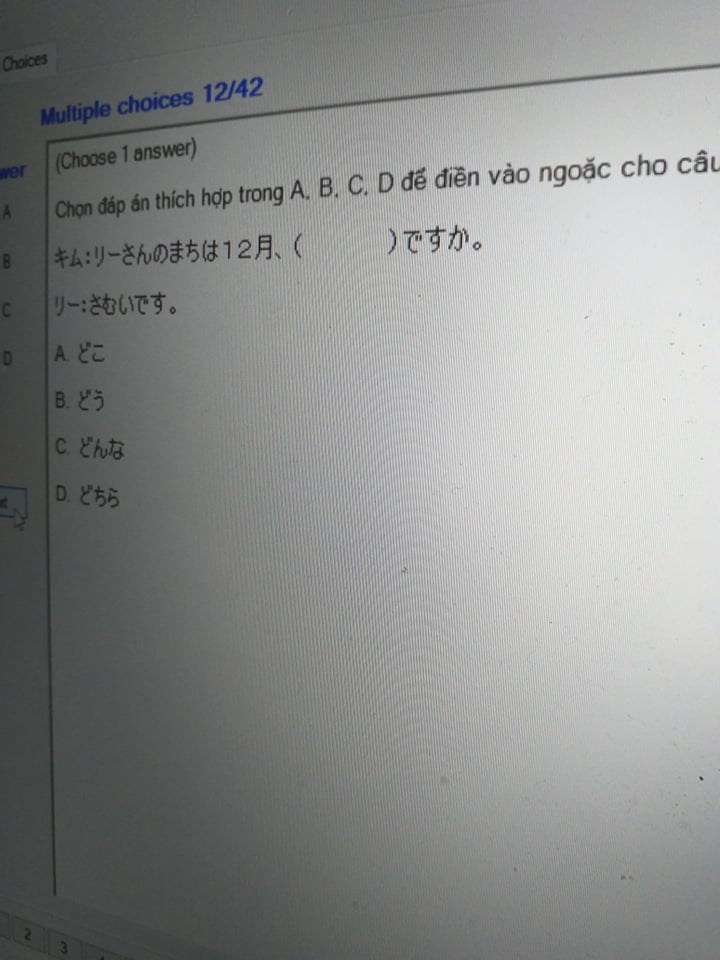 Choices
Multiple choices 12/42
wer
(Choose 1 answer)
A
Chọn đáp án thích hợp trong A, B, C, D để điền vào ngoặc cho câu
B
キム:リーさんのまちは12月、( )ですか。
C
リー:さむいです。
D
A. どこ
B. どう
C. どんな
D. どちら
2
3